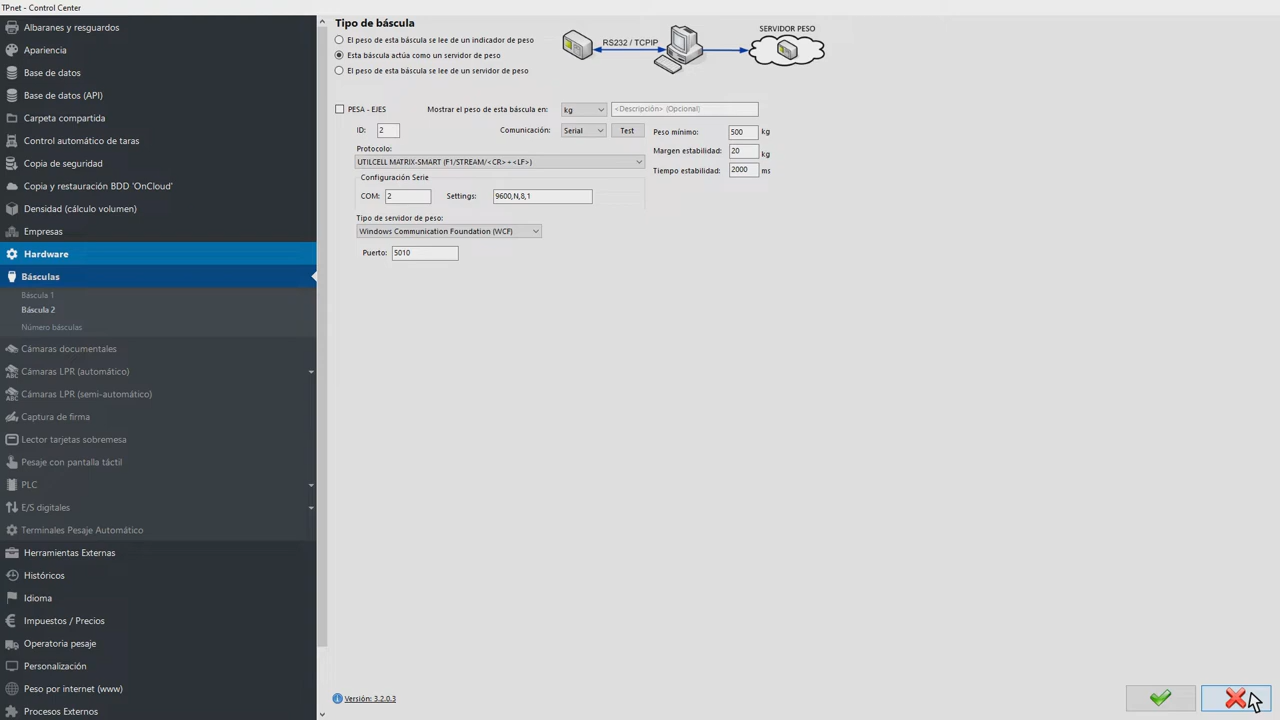 TPnet - Control Center
Albaranes y resguardos
Apariencia
Base de datos
Base de datos (API)
Carpeta compartida
Control automático de taras
Copia de seguridad
Copia y restauración BDD 'OnCloud'
Densidad (cálculo volumen)
Empresas
Hardware
Básculas
Báscula 1
Báscula 2
Número básculas
Cámaras documentales
ABC Cámaras LPR (automático)
ABC Cámaras LPR (semi-automático)
Captura de firma
Lector tarjetas sobremesa
Pesaje con pantalla táctil
PLC
E/S digitales
Terminales Pesaje Automático
Herramientas Externas
Históricos
Idioma
Impuestos / Precios
Operatoria pesaje
Personalización
Peso por internet (www)
Procesos Externos
Tipo de báscula
El peso de esta báscula se lee de un indicador de peso
Esta báscula actúa como un servidor de peso
El peso de esta báscula se lee de un servidor de peso
RS232 / TCPIP
SERVIDOR PESO
PESA - EJES
Mostrar el peso de esta báscula en: kg <Descripción> (Opcional)
ID: 2
Comunicación: Serial Test
Peso mínimo: 500 kg
Margen estabilidad: 20 kg
Tiempo estabilidad: 2000 ms
Protocolo:
UTILCELL MATRIX-SMART (F1/STREAM/<CR>+<LF>)
Configuración Serie
COM: 2 Settings: 9600,N,8,1
Tipo de servidor de peso:
Windows Communication Foundation (WCF)
Puerto: 5010
Versión: 3.2.0.3